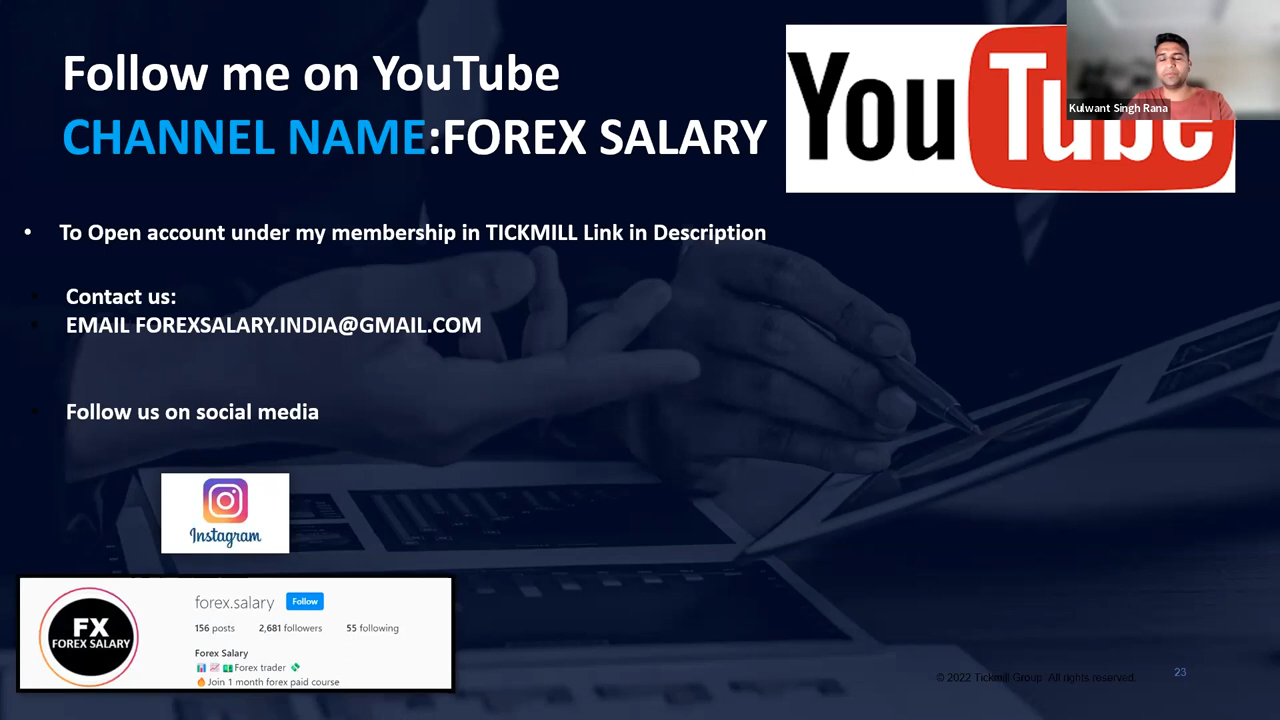 Follow me on YouTube
CHANNEL NAME:FOREX SALARY
YouTube
Kulwant Singh Rana
• To Open account under my membership in TICKMILL Link in Description
Contact us:
EMAIL FOREXSALARY.INDIA@GMAIL.COM
Follow us on social media
Instagram
FX
FOREX SALARY
forex.salary Follow
156 posts 2,681 followers 55 following
Forex Salary
📊 📈 💵Forex trader 💸
🔥Join 1 month forex paid course
© 2022 Tickmill Group. All rights reserved.
23